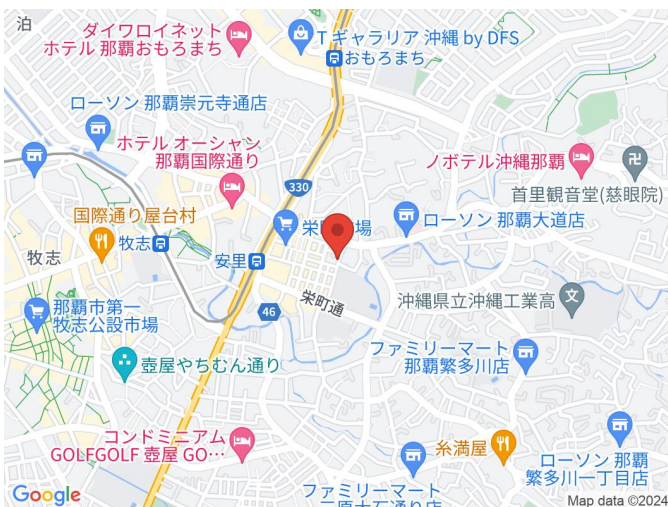 泊
ダイワロイネット
ホテル 那覇おもろまち
T ギャラリア 沖縄 by DFS
おもろまち
ローソン 那覇崇元寺通店
ホテル オーシャン
那覇国際通り
ノボテル沖縄那覇
330
首里観音堂(慈眼院)
国際通り屋台村
牧志
牧志
栄
場
ローソン 那覇大道店
安里
那覇市第一
牧志公設市場
46
栄町通
沖縄県立沖縄工業高
文
壺屋やちむん通り
ファミリーマート
那覇繁多川店
コンドミニアム
GOLFGOLF 壺屋 GO…
糸満屋
ローソン 那覇
繁多川一丁目店
ファミリーマート
Google
Map data ©2024